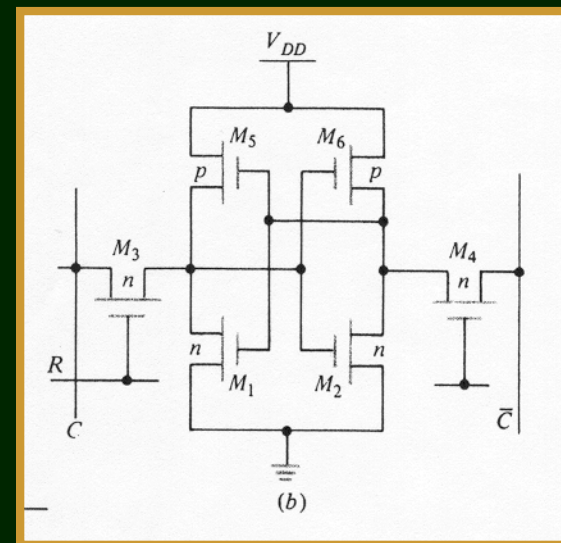 V_DD
M_5 M_6
p p
M_3 M_4
n n
n n
R M_1 M_2
C C̄
(b)